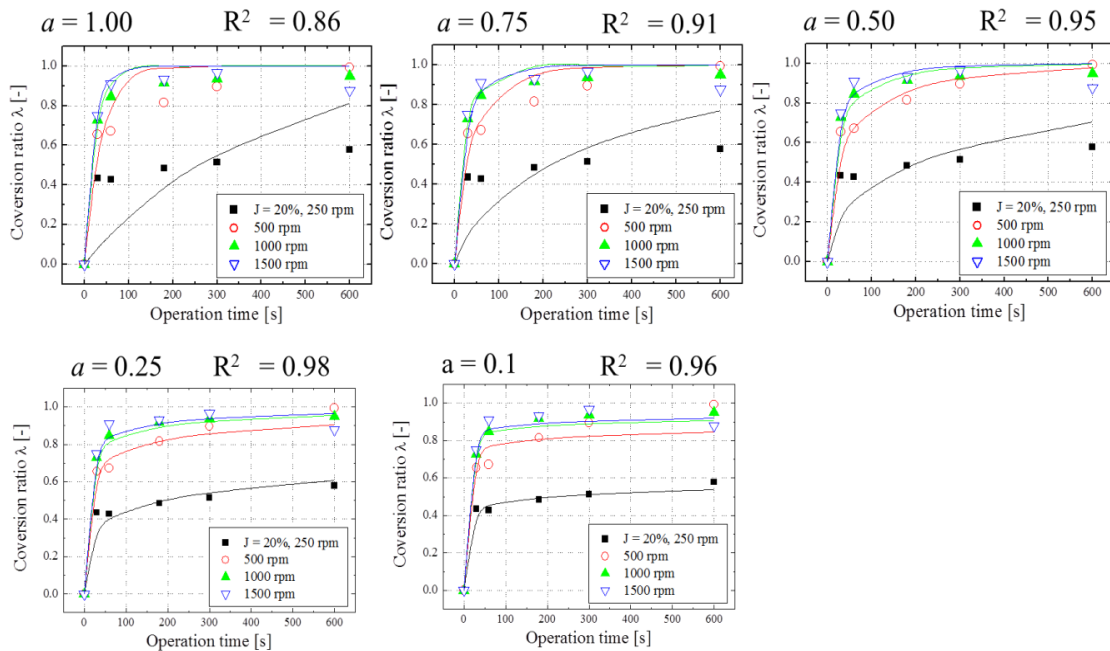 a = 1.00 R² = 0.86
Coversion ratio λ [-]
1.0
0.8
0.6
0.4
0.2
0.0
J = 20%, 250 rpm
500 rpm
1000 rpm
1500 rpm
0 100 200 300 400 500 600
Operation time [s]
a = 0.75 R² = 0.91
Coversion ratio λ [-]
1.0
0.8
0.6
0.4
0.2
0.0
J = 20%, 250 rpm
500 rpm
1000 rpm
1500 rpm
0 100 200 300 400 500 600
Operation time [s]
a = 0.50 R² = 0.95
Coversion ratio λ [-]
1.0
0.8
0.6
0.4
0.2
0.0
J = 20%, 250 rpm
500 rpm
1000 rpm
1500 rpm
0 100 200 300 400 500 600
Operation time [s]
a = 0.25 R² = 0.98
Coversion ratio λ [-]
1.0
0.8
0.6
0.4
0.2
0.0
J = 20%, 250 rpm
500 rpm
1000 rpm
1500 rpm
0 100 200 300 400 500 600
Operation time [s]
a = 0.1 R² = 0.96
Coversion ratio λ [-]
1.0
0.8
0.6
0.4
0.2
0.0
J = 20%, 250 rpm
500 rpm
1000 rpm
1500 rpm
0 100 200 300 400 500 600
Operation time [s]